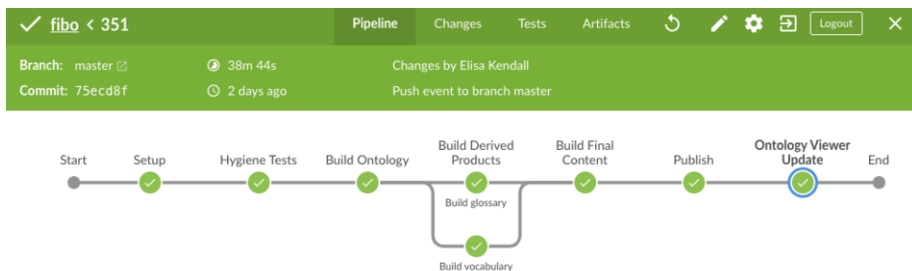 fibo < 351
Pipeline
Changes
Tests
Artifacts
Logout
Branch: master
38m 44s
Changes by Elisa Kendall
Commit: 75ecd8f
2 days ago
Push event to branch master
Start
Setup
Hygiene Tests
Build Ontology
Build Derived
Products
Build Final
Content
Publish
Ontology Viewer
Update
End
Build glossary
Build vocabulary